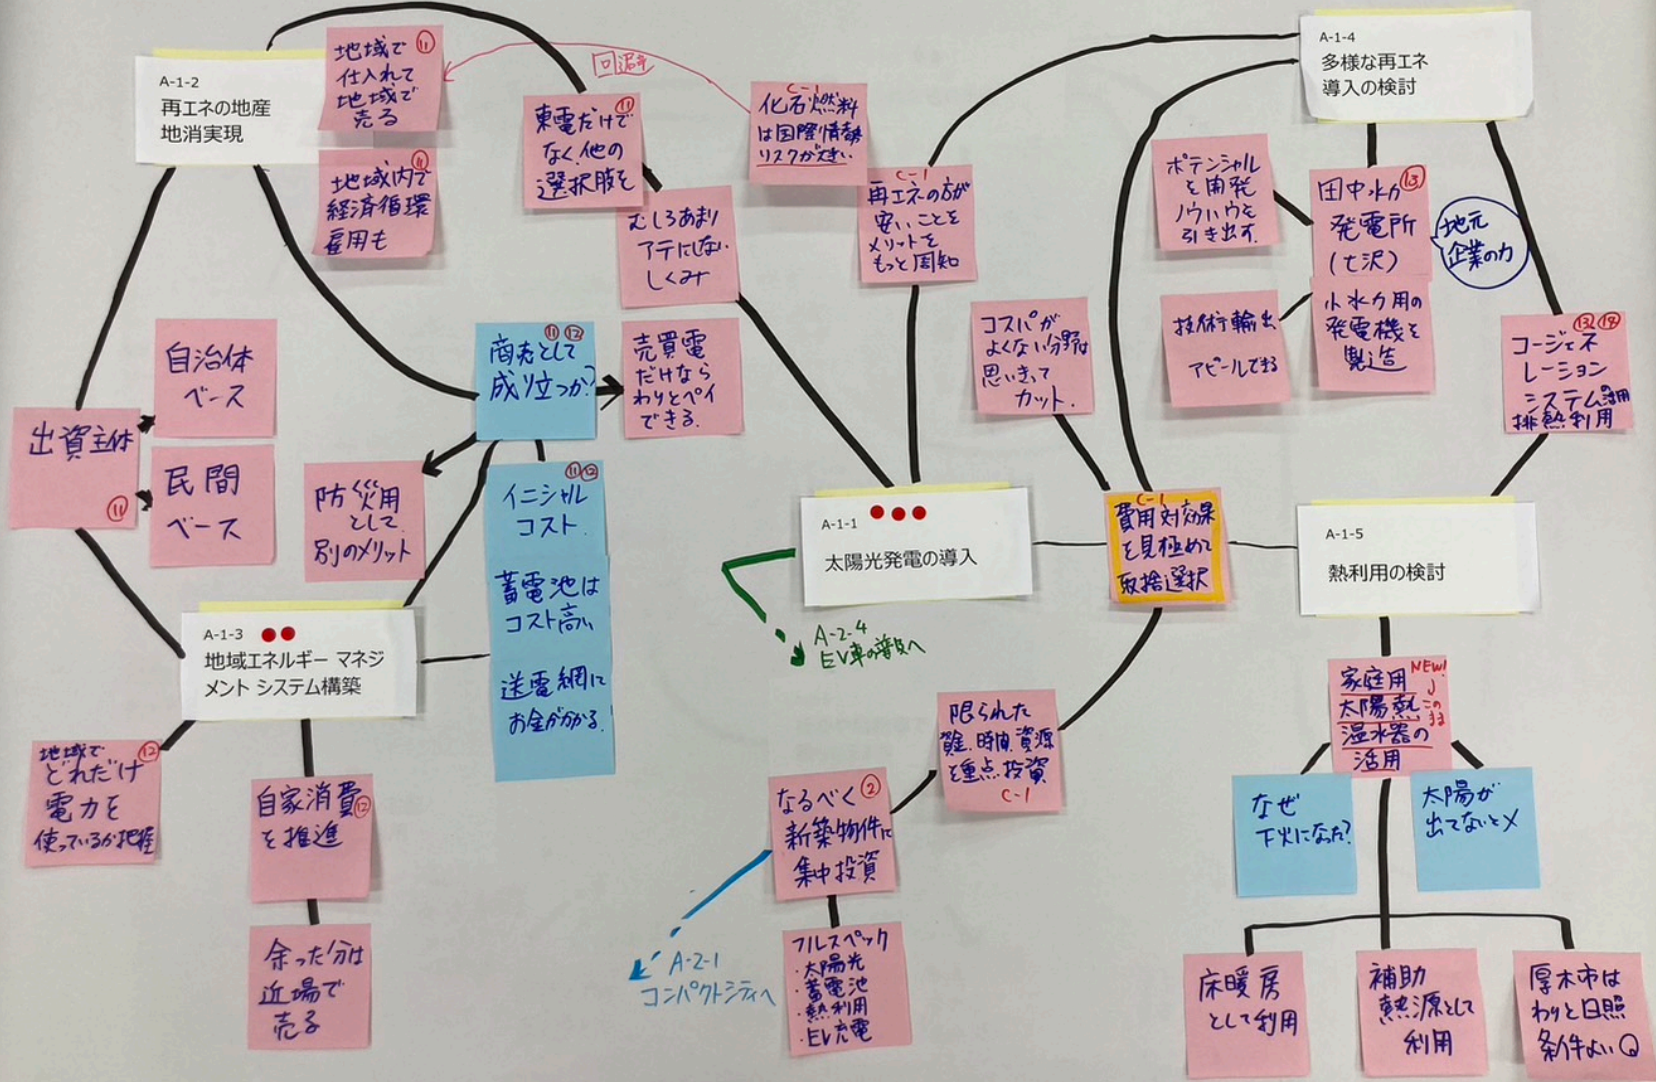 A-1-2
再エネの地産
地消実現
⑪
地域で
仕入れて
地域で
売る
⑪
地域内で
経済循環
雇用も
⑪
東電だけで
なく、他の
選択肢を
むしろあまり
アテにしない
しくみ
回避
C-1
化石燃料
は国際情勢
リスクが大きい
C-1
再エネの方が
安いことを
メリットを
もっと周知
A-1-4
多様な再エネ
導入の検討
ポテンシャル
を開発
ノウハウを
引き出す.
⑬
田中水力
発電所
(七沢)
地元
企業の力
技術輸出
アピールできる
小水力用の
発電機を
製造
⑬⑱
コージェネ
レーション
システム活用
排熱利用
自治体
ベース
出資主体
⑪
民間
ベース
⑪⑫
商売として
成り立つか?
売買電
だけなら
わりとペイ
できる.
防災用
として.
別のメリット
⑪⑫
イニシャル
コスト.
蓄電池は
コスト高い
送電網に
お金がかかる.
コスパが
よくない分野は
思いきって
カット.
A-1-1
太陽光発電の導入
C-1
費用対効果
を見極めて
取捨選択
A-1-5
熱利用の検討
A-2-4
EV車の普及へ
A-1-3
地域エネルギー マネジ
メント システム構築
⑫
地域で
どれだけ
電力を
使っているか把握
自家消費
⑫
を推進
余った分は
近場で
売る
限られた
資金、時間、資源
を重点投資
C-1
②
なるべく
新築物件に
集中投資
A-2-1
コンパクトシティへ
フルスペック
・太陽光
・蓄電池
・熱利用
・EV充電
NEW!
家庭用
太陽熱
温水器の
活用
なぜ
下火になった?
太陽が
出てないと×
床暖房
として利用
補助
熱源として
利用
厚木市は
わりと日照
条件よい